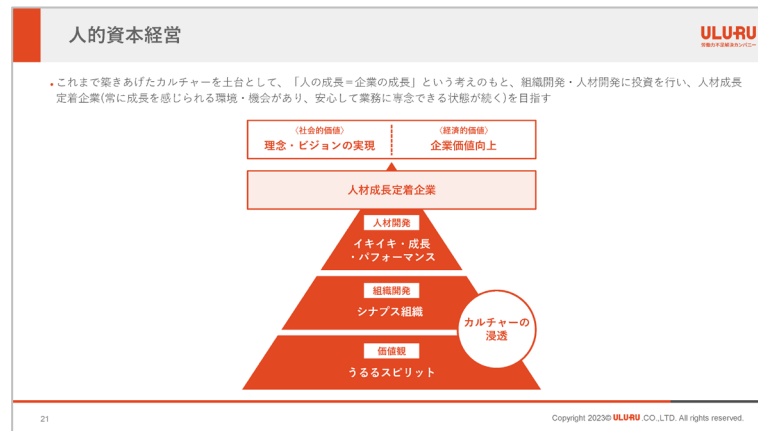 人的資本経営
ULURU
労働力不足解決カンパニー
・これまで築きあげたカルチャーを土台として、「人の成長＝企業の成長」という考えのもと、組織開発・人材開発に投資を行い、人材成長
定着企業(常に成長を感じられる環境・機会があり、安心して業務に専念できる状態が続く)を目指す
〈社会的価値〉
理念・ビジョンの実現
〈経済的価値〉
企業価値向上
人材成長定着企業
人材開発
イキイキ・成長
・パフォーマンス
組織開発
シナプス組織
カルチャーの
浸透
価値観
うるるスピリット
21
Copyright 2023© ULURU.CO.,LTD. All rights reserved.